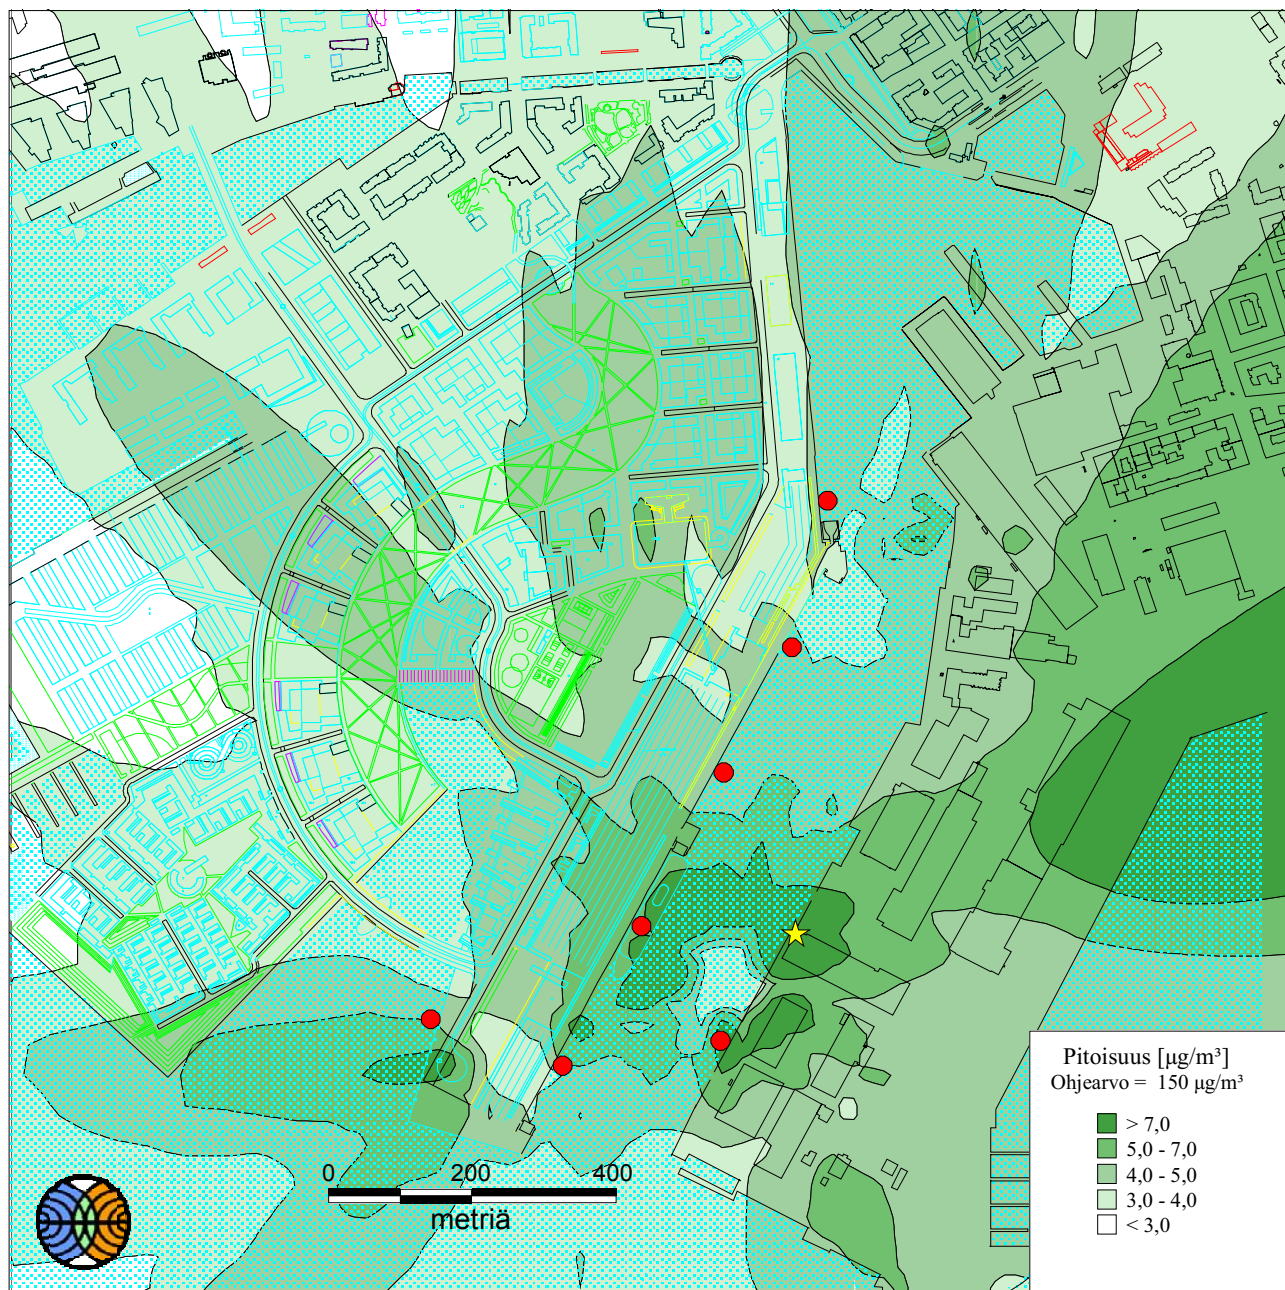 Pitoisuus [µg/m³]
Ohjearvo = 150 µg/m³
> 7,0
5,0 - 7,0
4,0 - 5,0
3,0 - 4,0
< 3,0
0 200 400
metriä